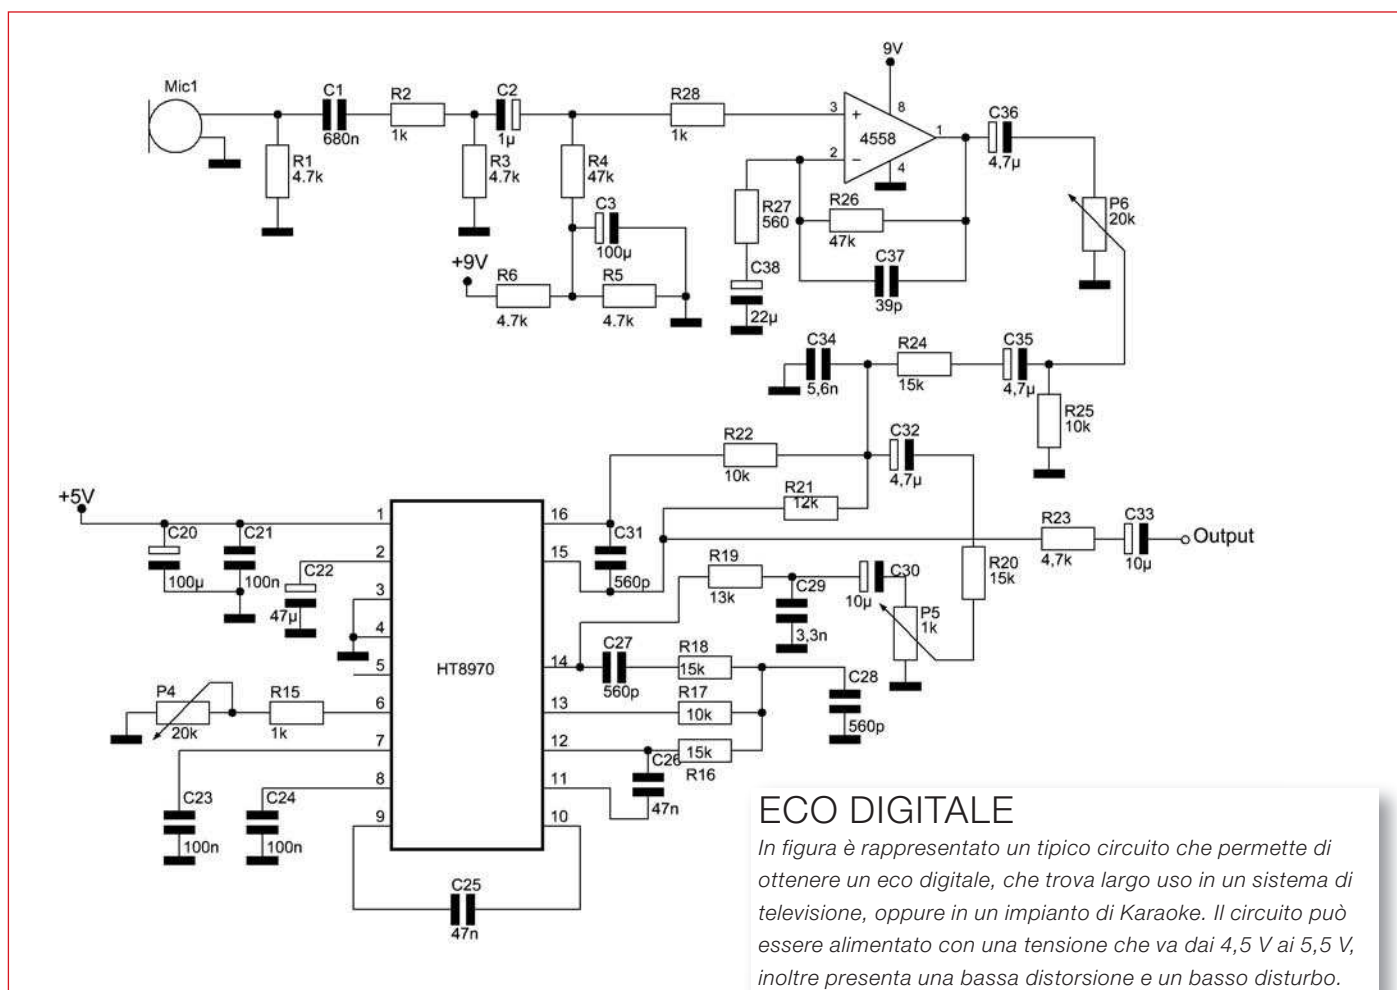 Mic1
C1
680n
R2
1k
C2
1µ
R28
1k
9V
8
3
+
4558
1
2
−
4
C36
4,7µ
R1
4.7k
R3
4.7k
R4
47k
C3
100µ
R27
560
R26
47k
C37
39p
P6
20k
+9V
R6
4.7k
R5
4.7k
C38
22µ
C34
5,6n
R24
15k
C35
4,7µ
R25
10k
R22
10k
C32
4,7µ
R21
12k
+5V
C20
100µ
C21
100n
C22
47µ
1
2
3
4
5
6
7
8
9
HT8970
16
15
14
13
12
11
10
C31
560p
R23
4,7k
C33
10µ
Output
R19
13k
C29
3,3n
C30
10µ
R20
15k
P5
1k
C27
560p
R18
15k
R17
10k
15k
R16
C28
560p
C26
47n
P4
20k
R15
1k
C23
100n
C24
100n
C25
47n
ECO DIGITALE
In figura è rappresentato un tipico circuito che permette di
ottenere un eco digitale, che trova largo uso in un sistema di
televisione, oppure in un impianto di Karaoke. Il circuito può
essere alimentato con una tensione che va dai 4,5 V ai 5,5 V,
inoltre presenta una bassa distorsione e un basso disturbo.